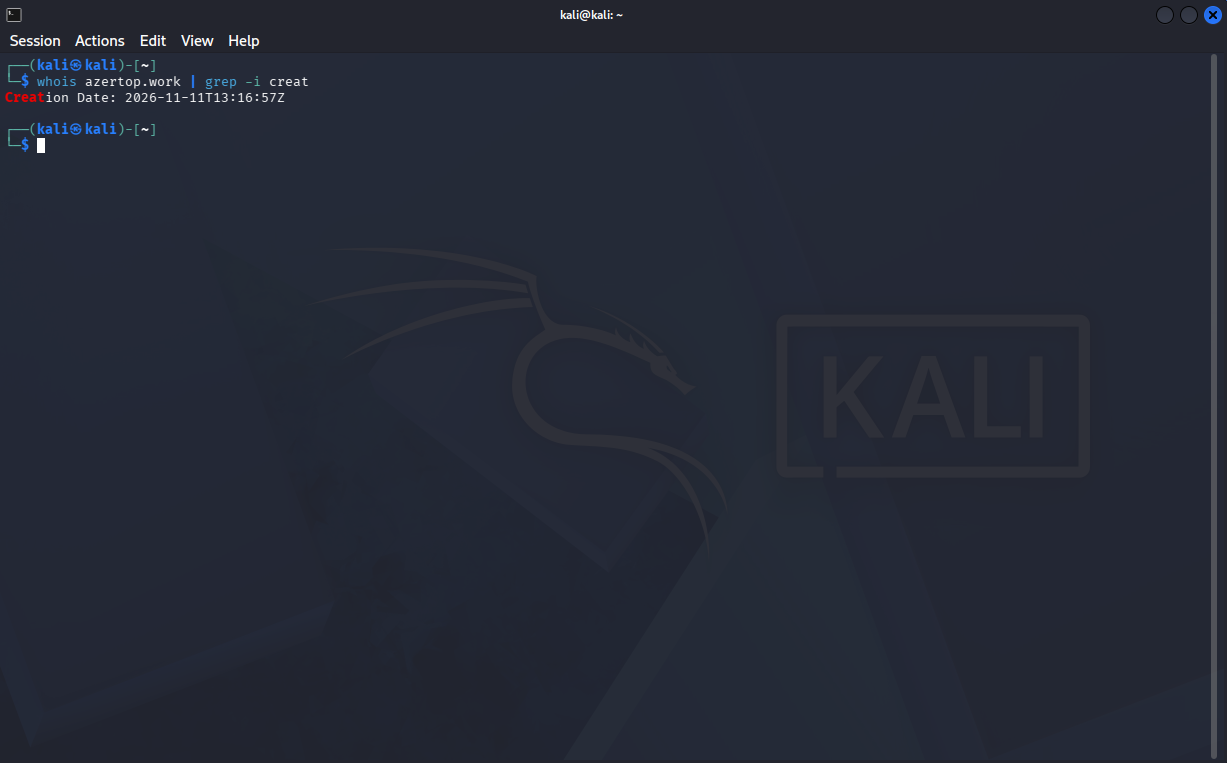 kali@kali: ~
Session Actions Edit View Help
┌──(kali㉿kali)-[~]
└─$ whois azertop.work | grep -i creat
Creation Date: 2026-11-11T13:16:57Z
┌──(kali㉿kali)-[~]
└─$
KALI